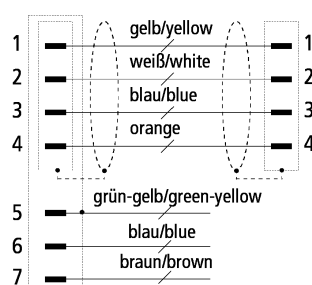 gelb/yellow
1 1
weiß/white
2 2
blau/blue
3 3
orange
4 4
grün-gelb/green-yellow
5
blau/blue
6
braun/brown
7